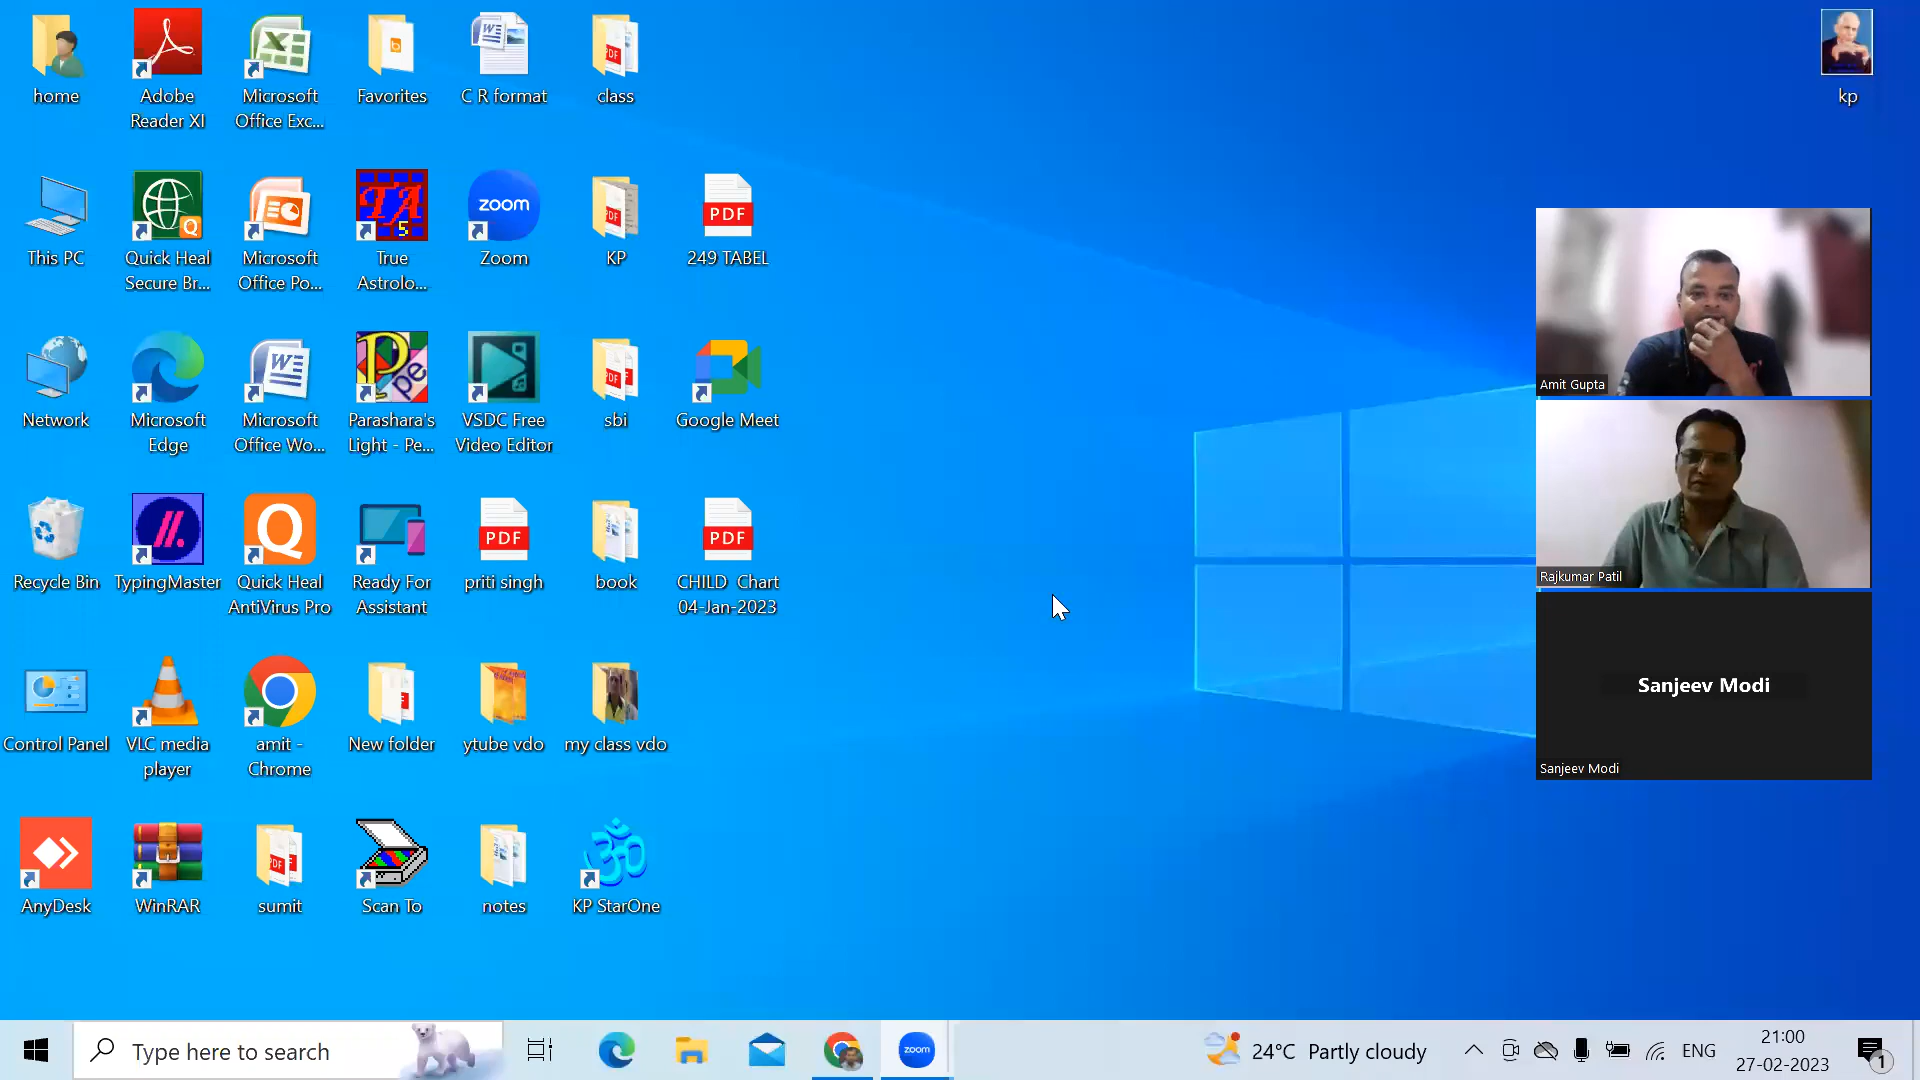 home
Adobe
Reader XI
Microsoft
Office Exc...
Favorites
C R format
class
kp
This PC
Quick Heal
Secure Br...
Microsoft
Office Po...
TA
5
True
Astrolo...
zoom
Zoom
PDF
KP
PDF
249 TABEL
Network
Microsoft
Edge
Microsoft
Office Wo...
Parashara's
Light - Pe...
VSDC Free
Video Editor
PDF
sbi
Google Meet
Recycle Bin
TypingMaster
Quick Heal
AntiVirus Pro
Ready For
Assistant
PDF
priti singh
book
PDF
CHILD Chart
04-Jan-2023
Control Panel
VLC media
player
amit -
Chrome
New folder
ytube vdo
my class vdo
AnyDesk
WinRAR
PDF
sumit
Scan To
notes
ॐ
KP StarOne
Amit Gupta
Rajkumar Patil
Sanjeev Modi
Sanjeev Modi
Type here to search
zoom
24°C Partly cloudy
ENG
21:00
27-02-2023
1